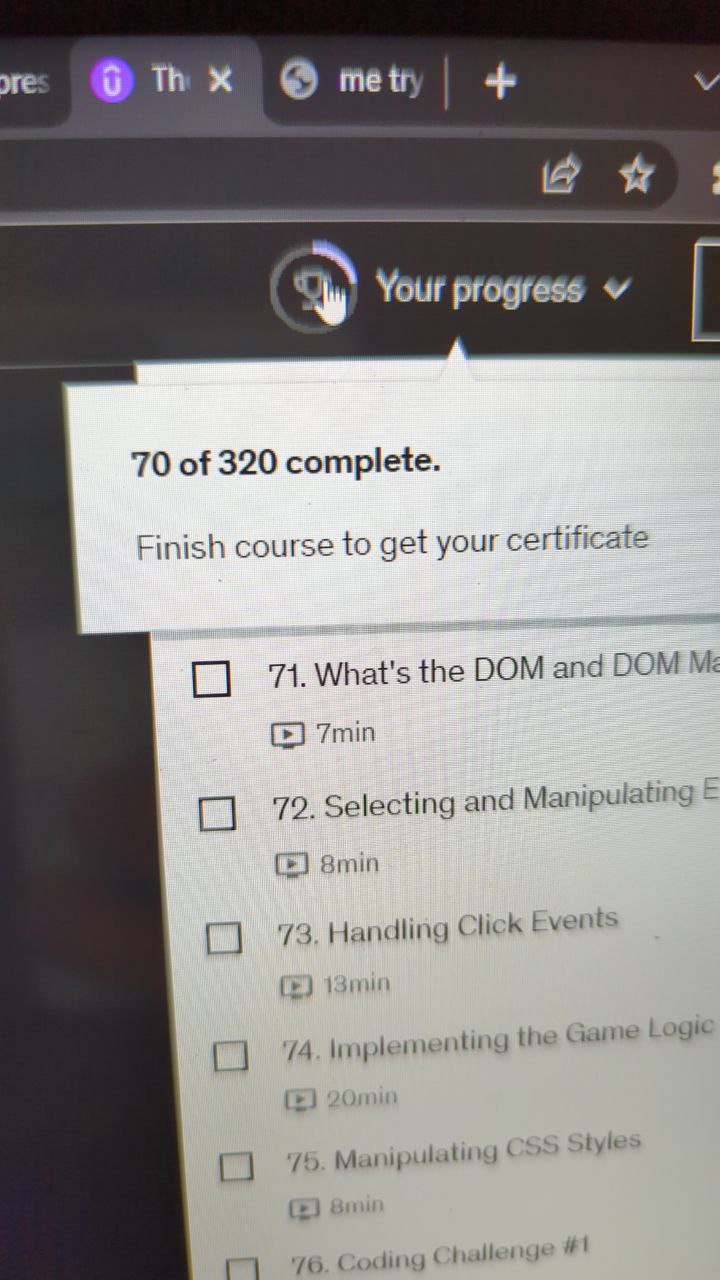 pres Th me try
Your progress
70 of 320 complete.
Finish course to get your certificate
71. What's the DOM and DOM Ma
7min
72. Selecting and Manipulating E
8min
73. Handling Click Events
13min
74. Implementing the Game Logic
20min
75. Manipulating CSS Styles
8min
76. Coding Challenge #1